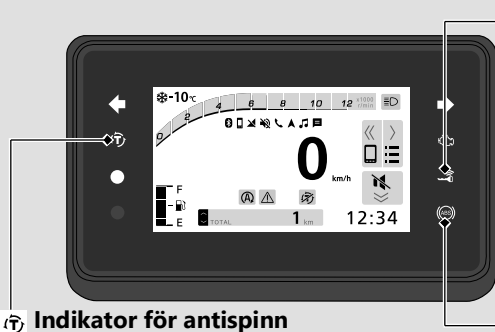 -10°C
0 2 4 6 8 10 12 x1000 r/min
T
0 km/h
A
F
E
TOTAL 1 km 12:34
ABS
T Indikator för antispinn